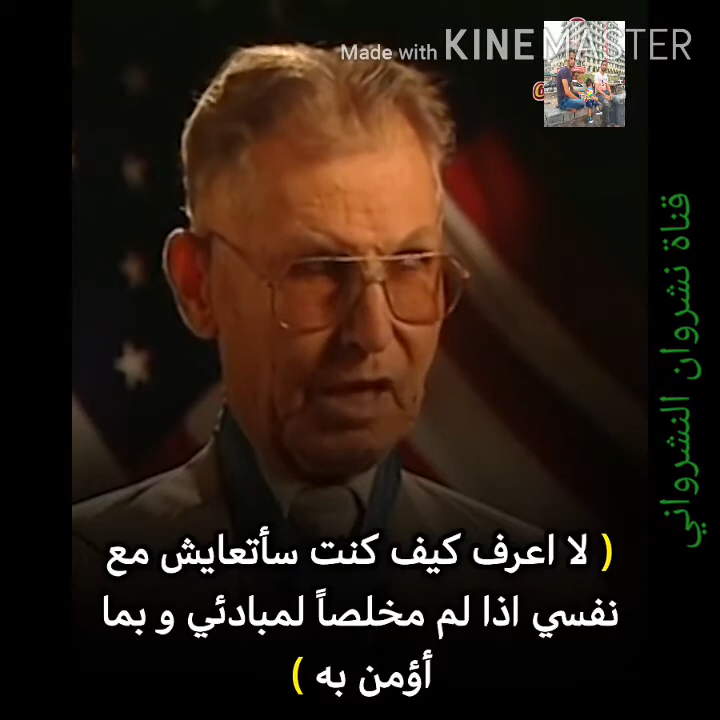 Made with KINEMASTER
قناة نشروان النشرواني
( لا اعرف كيف كنت سأتعايش مع
نفسي اذا لم مخلصاً لمبادئي و بما
أؤمن به )